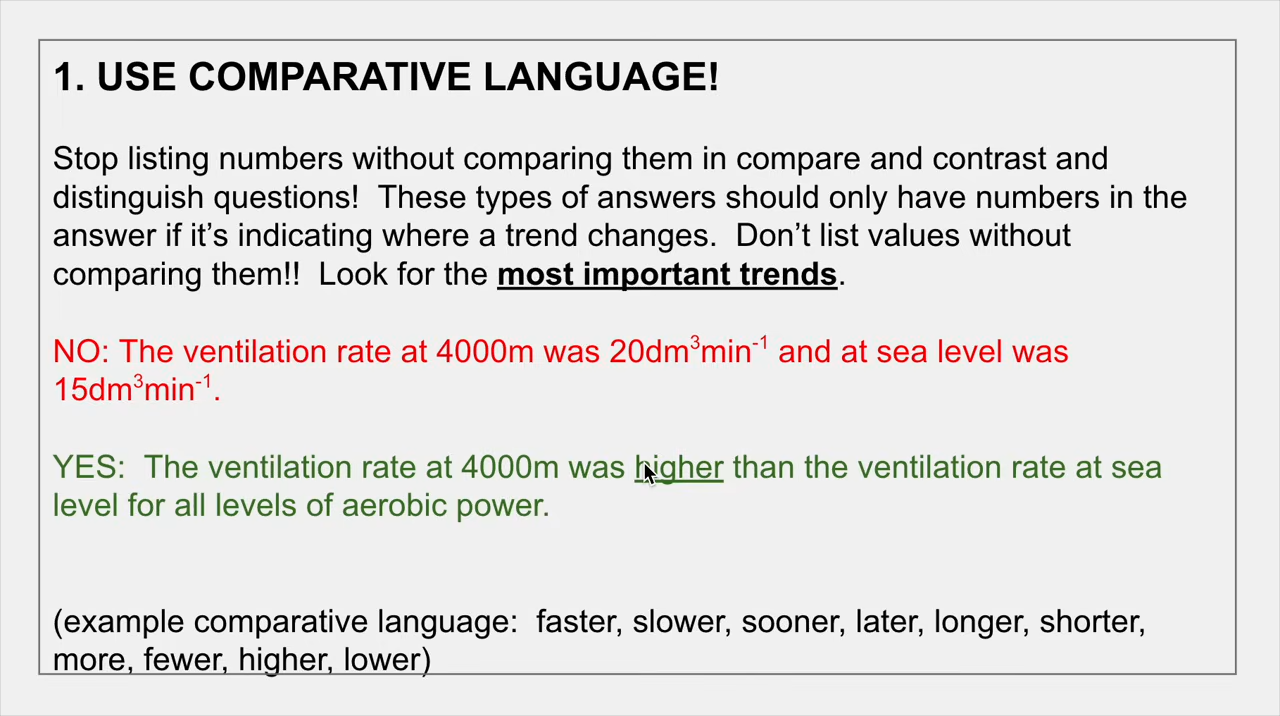 1. USE COMPARATIVE LANGUAGE!
Stop listing numbers without comparing them in compare and contrast and
distinguish questions!  These types of answers should only have numbers in the
answer if it’s indicating where a trend changes.  Don’t list values without
comparing them!!  Look for the most important trends.
NO: The ventilation rate at 4000m was 20dm³min⁻¹ and at sea level was
15dm³min⁻¹.
YES:  The ventilation rate at 4000m was higher than the ventilation rate at sea
level for all levels of aerobic power.
(example comparative language:  faster, slower, sooner, later, longer, shorter,
more, fewer, higher, lower)